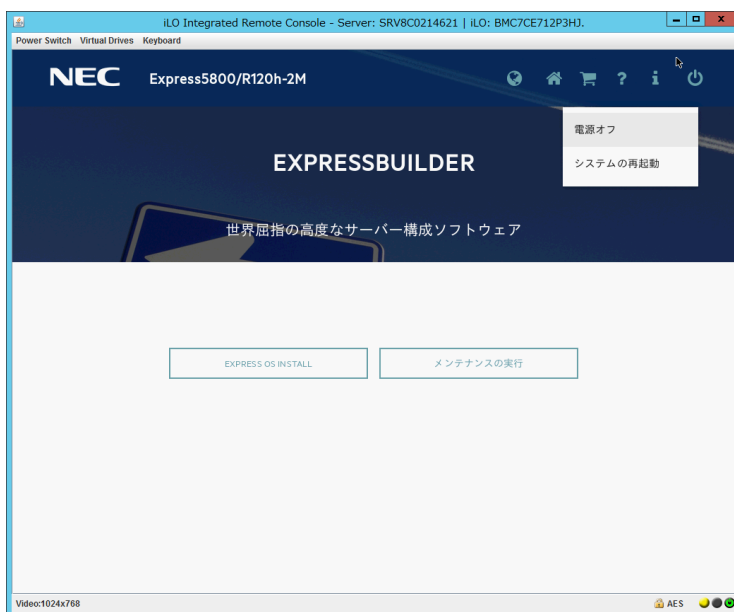 iLO Integrated Remote Console - Server: SRV8C0214621 | iLO: BMC7CE712P3HJ.
Power Switch Virtual Drives Keyboard
NEC Express5800/R120h-2M
電源オフ
システムの再起動
EXPRESSBUILDER
世界屈指の高度なサーバー構成ソフトウェア
EXPRESS OS INSTALL
メンテナンスの実行
Video:1024x768
AES